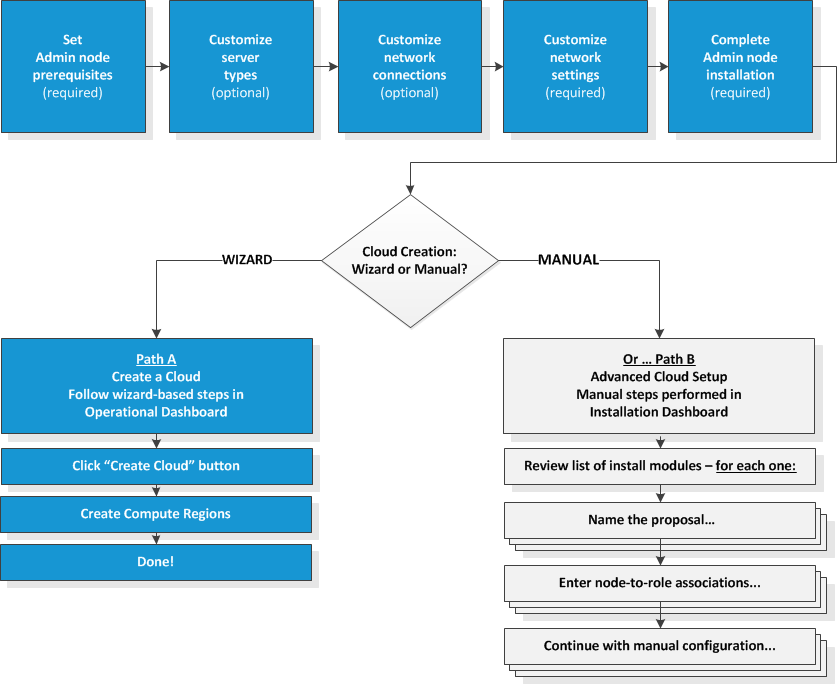 Set
Admin node
prerequisites
(required)
Customize
server
types
(optional)
Customize
network
connections
(optional)
Customize
network
settings
(required)
Complete
Admin node
installation
(required)
Cloud Creation:
Wizard or Manual?
WIZARD
MANUAL
Path A
Create a Cloud
Follow wizard-based steps in
Operational Dashboard
Click “Create Cloud” button
Create Compute Regions
Done!
Or ... Path B
Advanced Cloud Setup
Manual steps performed in
Installation Dashboard
Review list of install modules – for each one:
Name the proposal...
Enter node-to-role associations...
Continue with manual configuration...